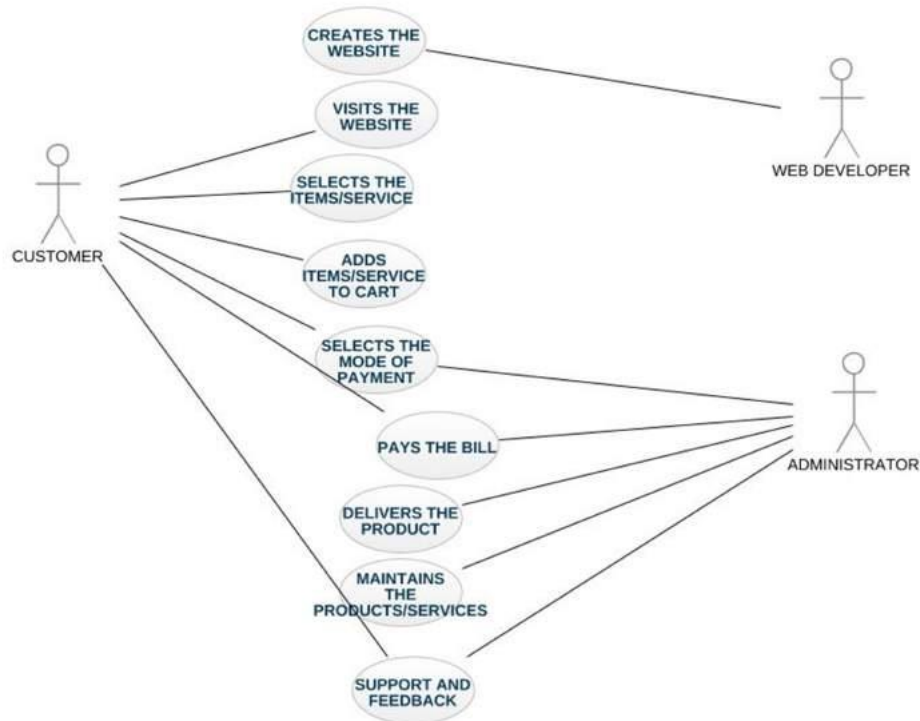 CREATES THE
WEBSITE
VISITS THE
WEBSITE
WEB DEVELOPER
SELECTS THE
ITEMS/SERVICE
CUSTOMER
ADDS
ITEMS/SERVICE
TO CART
SELECTS THE
MODE OF
PAYMENT
PAYS THE BILL
ADMINISTRATOR
DELIVERS THE
PRODUCT
MAINTAINS
THE
PRODUCTS/SERVICES
SUPPORT AND
FEEDBACK